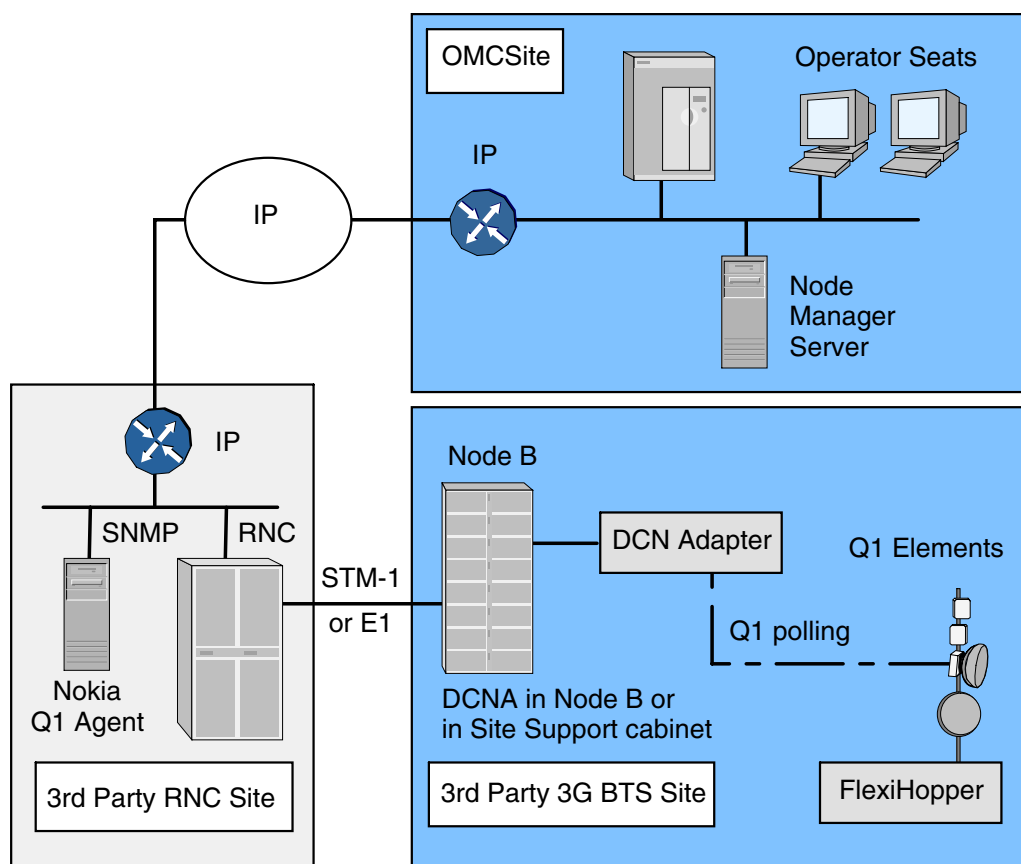 OMCSite
Operator Seats
IP
IP
Node
Manager
Server
IP
SNMP
RNC
Nokia
Q1 Agent
3rd Party RNC Site
STM-1
or E1
Node B
DCN Adapter
Q1 Elements
Q1 polling
DCNA in Node B or
in Site Support cabinet
3rd Party 3G BTS Site
FlexiHopper